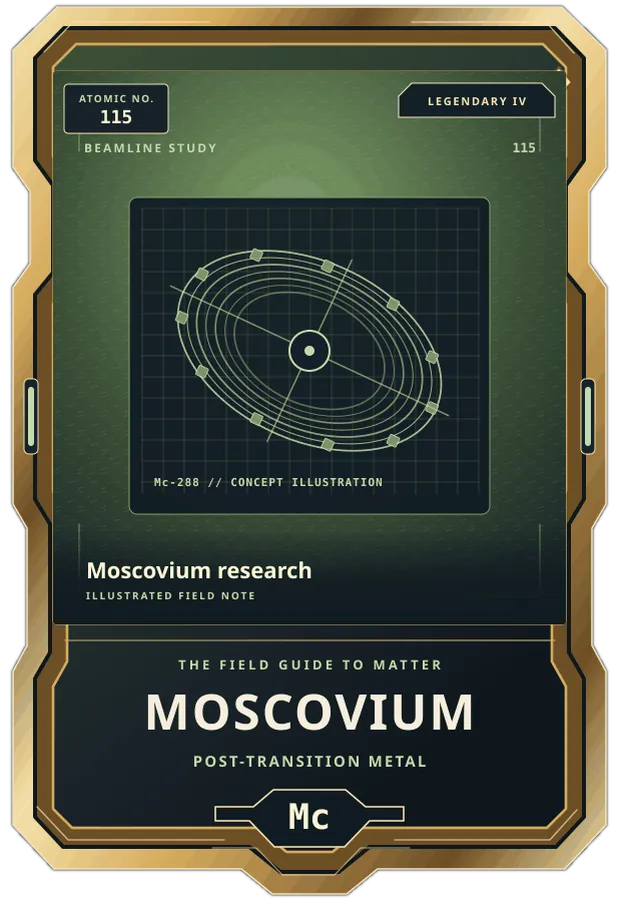 ATOMIC NO.
115
LEGENDARY IV
BEAMLINE STUDY
115
Mc-288 // CONCEPT ILLUSTRATION
Moscovium research
ILLUSTRATED FIELD NOTE
THE FIELD GUIDE TO MATTER
MOSCOVIUM
POST-TRANSITION METAL
Mc